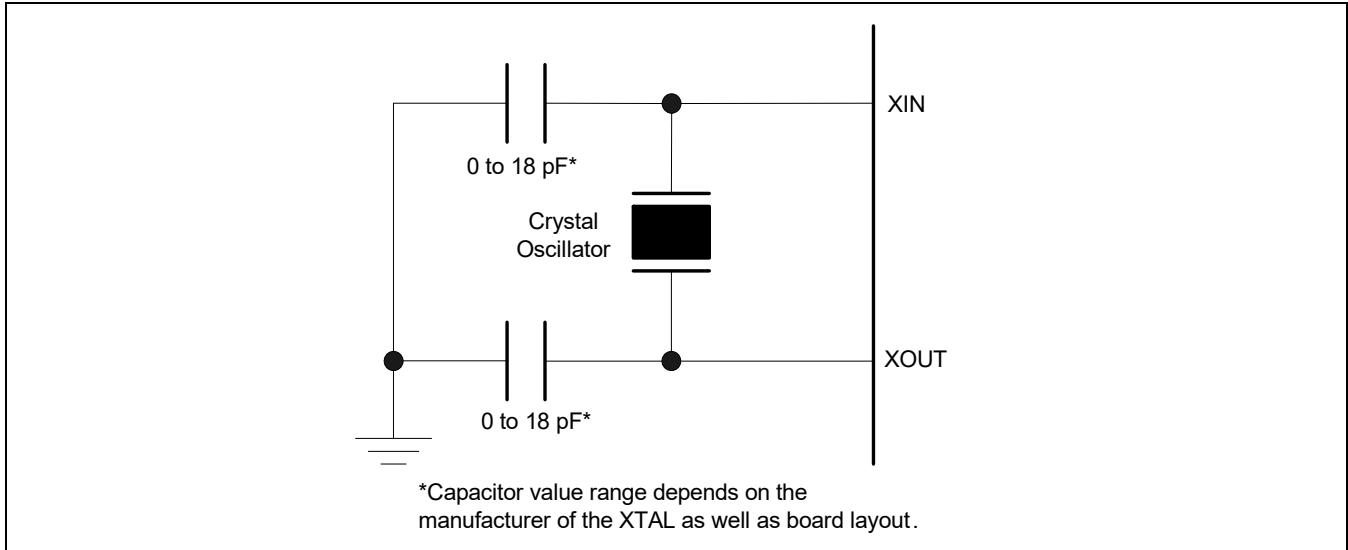 XIN
0 to 18 pF*
Crystal
Oscillator
XOUT
0 to 18 pF*
*Capacitor value range depends on the
manufacturer of the XTAL as well as board layout.